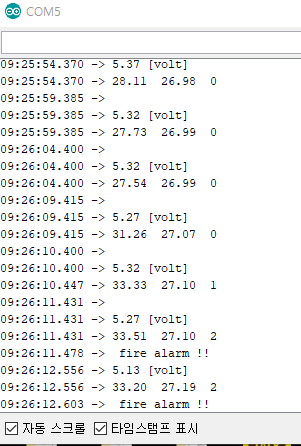 COM5
09:25:54.370 -> 5.37 [volt]
09:25:54.370 -> 28.11  26.98  0
09:25:59.385 ->
09:25:59.385 -> 5.32 [volt]
09:25:59.385 -> 27.73  26.99  0
09:26:04.400 ->
09:26:04.400 -> 5.32 [volt]
09:26:04.400 -> 27.54  26.99  0
09:26:09.415 ->
09:26:09.415 -> 5.27 [volt]
09:26:09.415 -> 31.26  27.07  0
09:26:10.400 ->
09:26:10.400 -> 5.32 [volt]
09:26:10.447 -> 33.33  27.10  1
09:26:11.431 ->
09:26:11.431 -> 5.27 [volt]
09:26:11.431 -> 33.51  27.10  2
09:26:11.478 ->  fire alarm !!
09:26:12.556 -> 5.13 [volt]
09:26:12.556 -> 33.20  27.19  2
09:26:12.603 ->  fire alarm !!
자동 스크롤 타임스탬프 표시